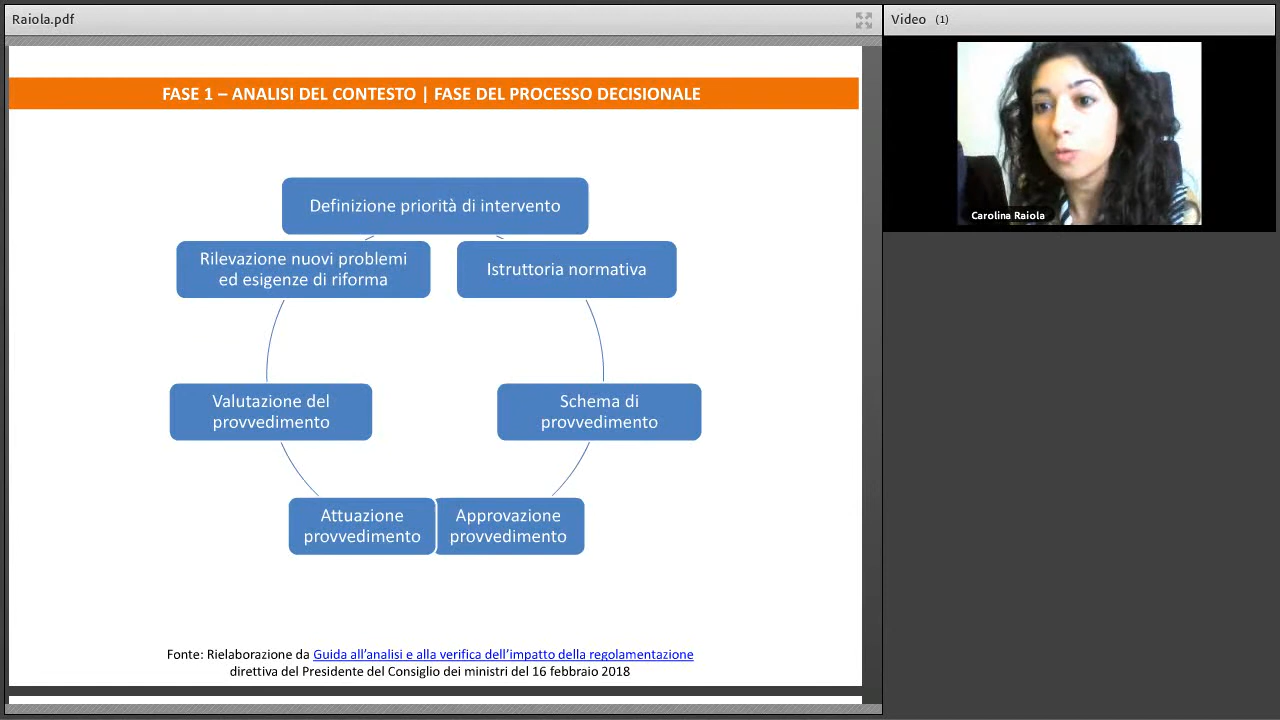 Raiola.pdf
Video (1)
FASE 1 – ANALISI DEL CONTESTO | FASE DEL PROCESSO DECISIONALE
Carolina Raiola
Definizione priorità di intervento
Rilevazione nuovi problemi
ed esigenze di riforma
Istruttoria normativa
Valutazione del
provvedimento
Schema di
provvedimento
Attuazione
provvedimento
Approvazione
provvedimento
Fonte: Rielaborazione da Guida all'analisi e alla verifica dell'impatto della regolamentazione
direttiva del Presidente del Consiglio dei ministri del 16 febbraio 2018